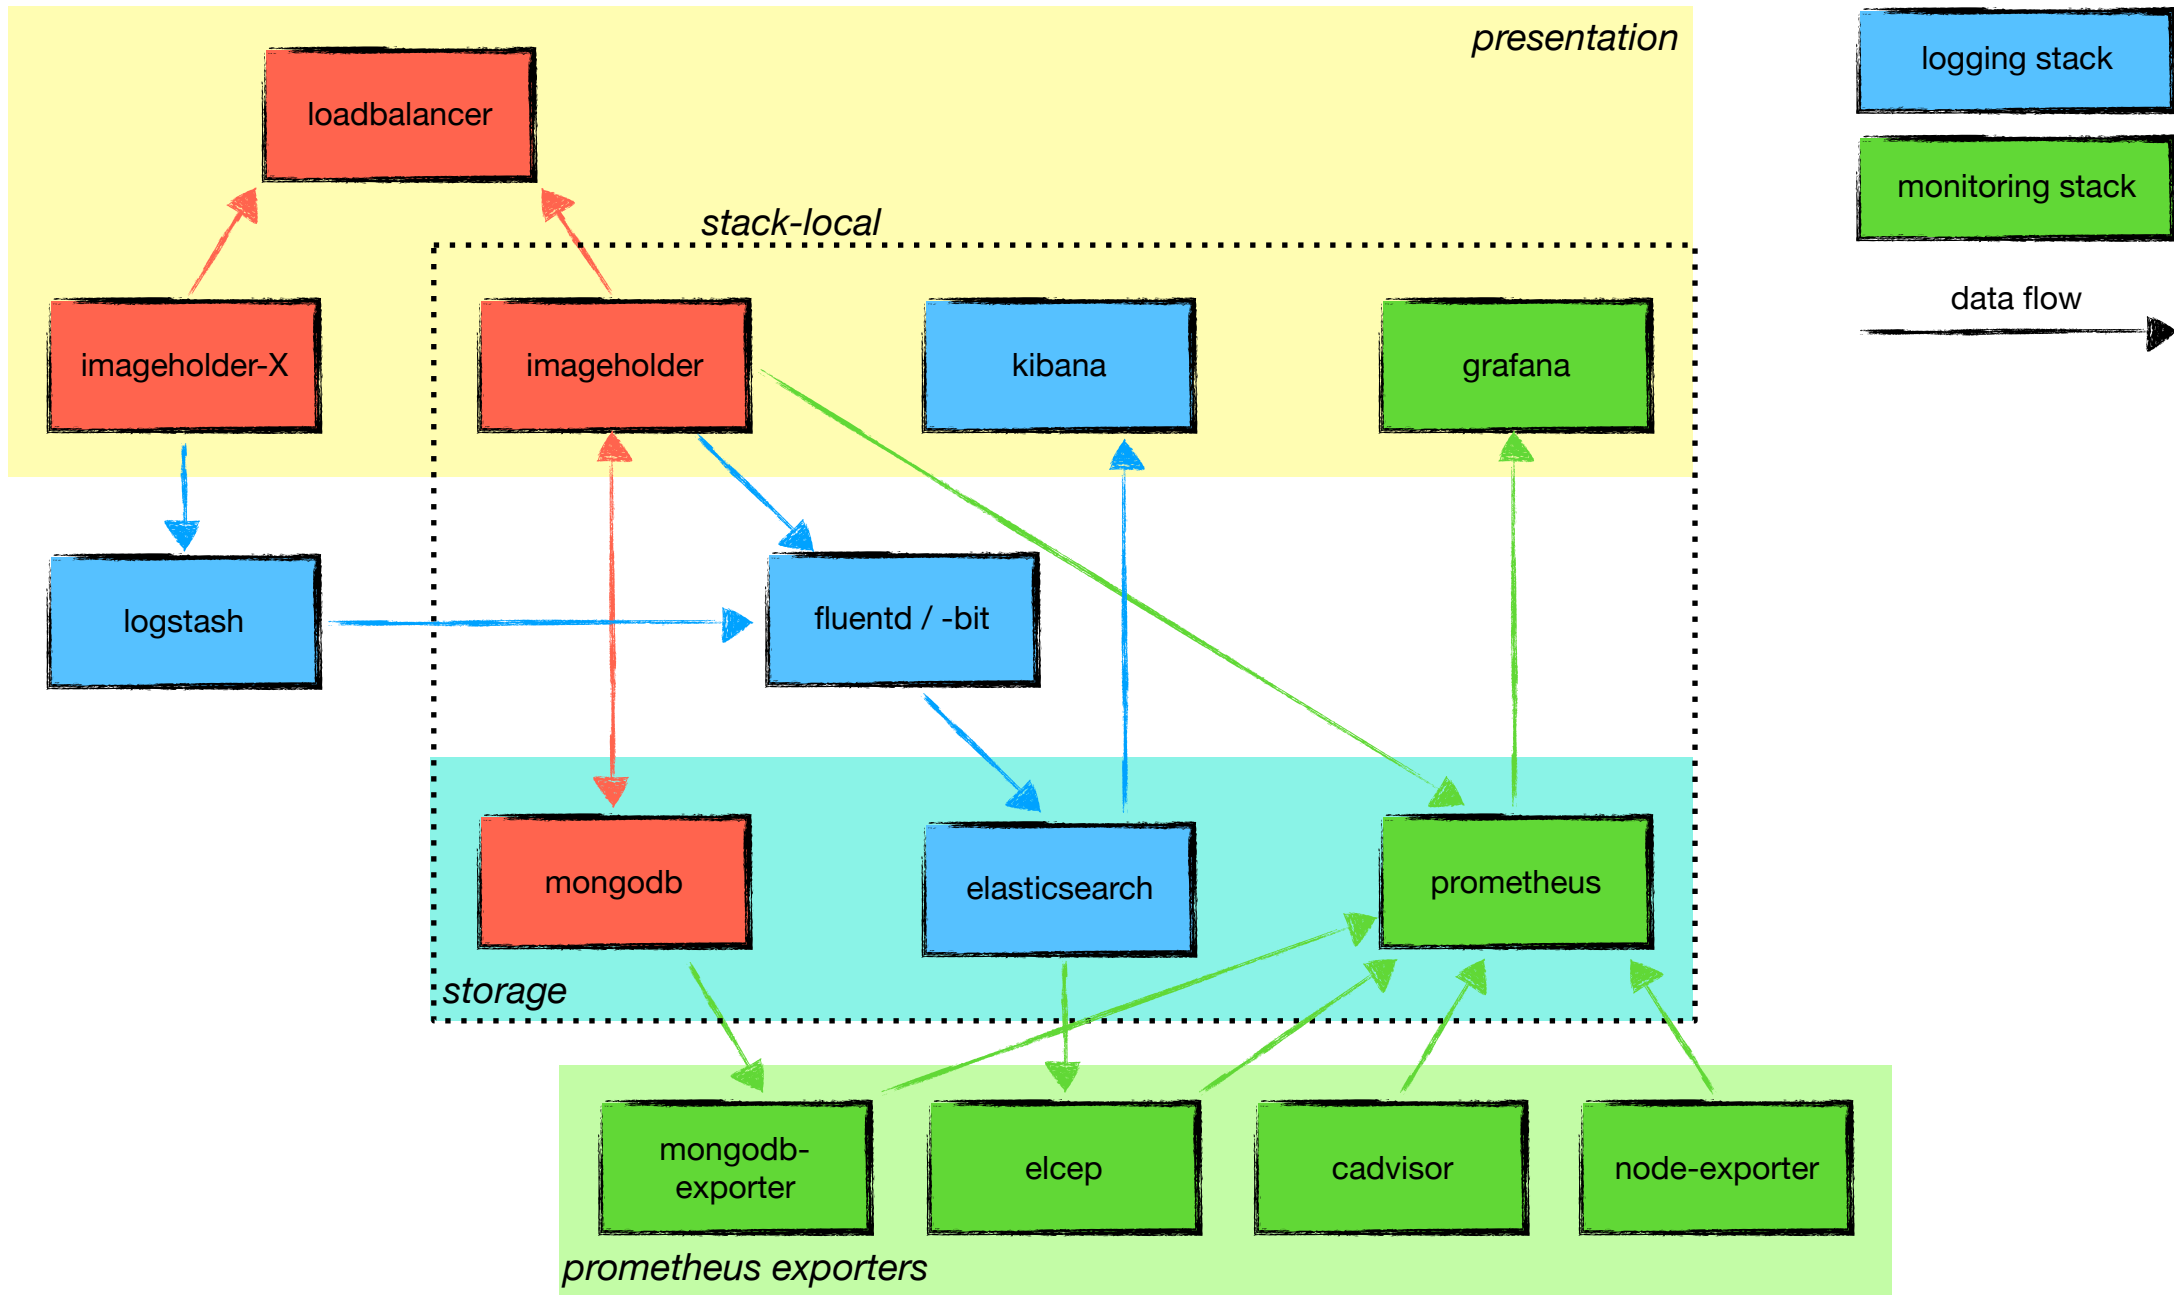 presentation
logging stack
loadbalancer
monitoring stack
stack-local
data flow
imageholder-X
imageholder
kibana
grafana
logstash
fluentd / -bit
mongodb
elasticsearch
prometheus
storage
mongodb-
exporter
elcep
cadvisor
node-exporter
prometheus exporters